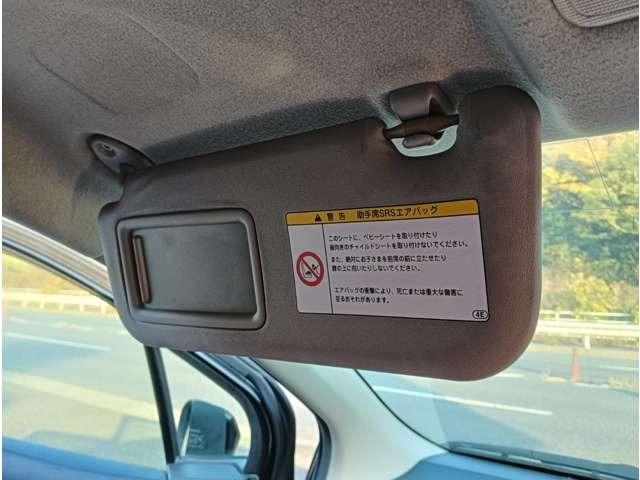 警告 助手席SRSエアバッグ
このシートに、ベビーシートを取り付けたり
後向きのチャイルドシートを取り付けないでください。
また、絶対にお子さまを前席の前に立たせたり
膝の上に抱いたりしないでください。
エアバッグの衝撃により、死亡または重大な傷害に
至るおそれがあります。
4E